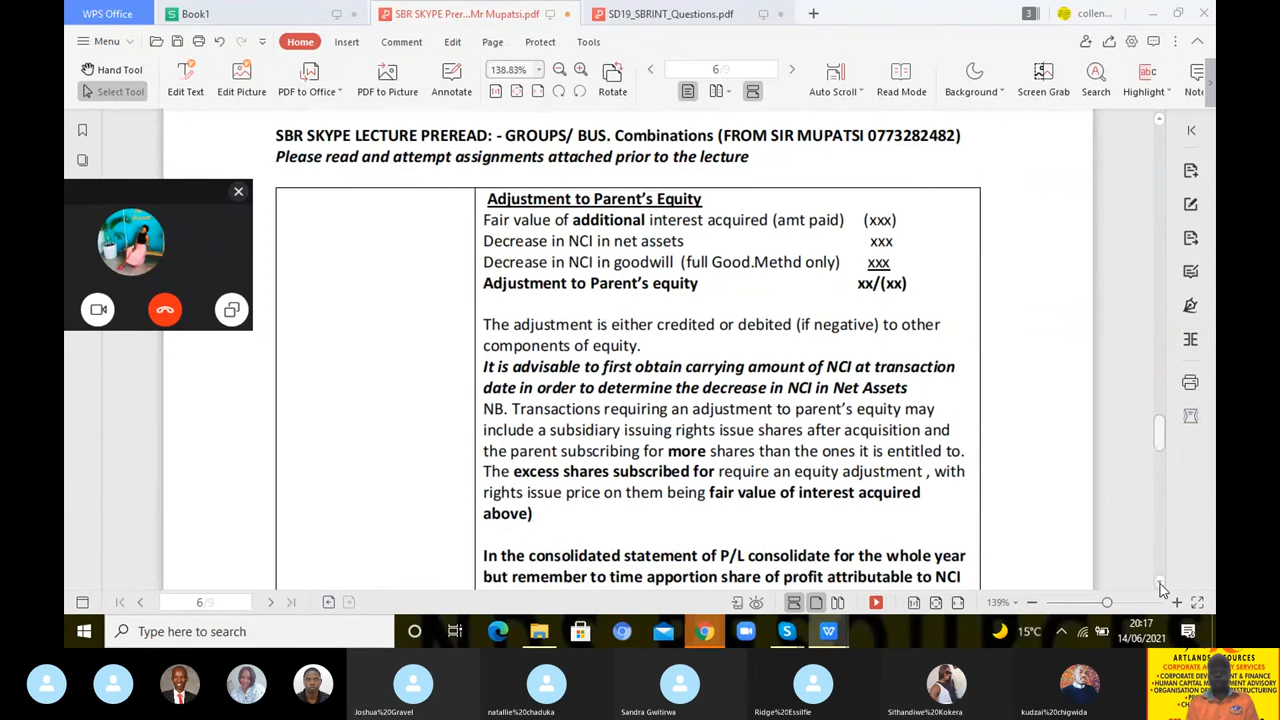 WPS Office
Book1
SBR SKYPE Prer...Mr Mupatsi.pdf
SD19_SBRINT_Questions.pdf
3
collen...
Menu
Home
Insert
Comment
Edit
Page
Protect
Tools
Hand Tool
Select Tool
Edit Text
Edit Picture
PDF to Office
PDF to Picture
Annotate
138.83%
Rotate
6/9
Auto Scroll
Read Mode
Background
Screen Grab
Search
Highlight
Note
SBR SKYPE LECTURE PREREAD: - GROUPS/ BUS. Combinations (FROM SIR MUPATSI 0773282482)
Please read and attempt assignments attached prior to the lecture
Adjustment to Parent's Equity
Fair value of additional interest acquired (amt paid) (xxx)
Decrease in NCI in net assets xxx
Decrease in NCI in goodwill (full Good.Methd only) xxx
Adjustment to Parent's equity xx/(xx)
The adjustment is either credited or debited (if negative) to other
components of equity.
It is advisable to first obtain carrying amount of NCI at transaction
date in order to determine the decrease in NCI in Net Assets
NB. Transactions requiring an adjustment to parent's equity may
include a subsidiary issuing rights issue shares after acquisition and
the parent subscribing for more shares than the ones it is entitled to.
The excess shares subscribed for require an equity adjustment , with
rights issue price on them being fair value of interest acquired
above)
In the consolidated statement of P/L consolidate for the whole year
but remember to time apportion share of profit attributable to NCI
6/9
139%
Type here to search
15°C
20:17
14/06/2021
Joshua%20Gravel
natallie%20chaduka
Sandra Gwitirwa
Ridge%20Essilfie
Sithandiwe%20Kokera
kudzai%20chigwida
CORPORATE DEVELOPMENT & FINANCE